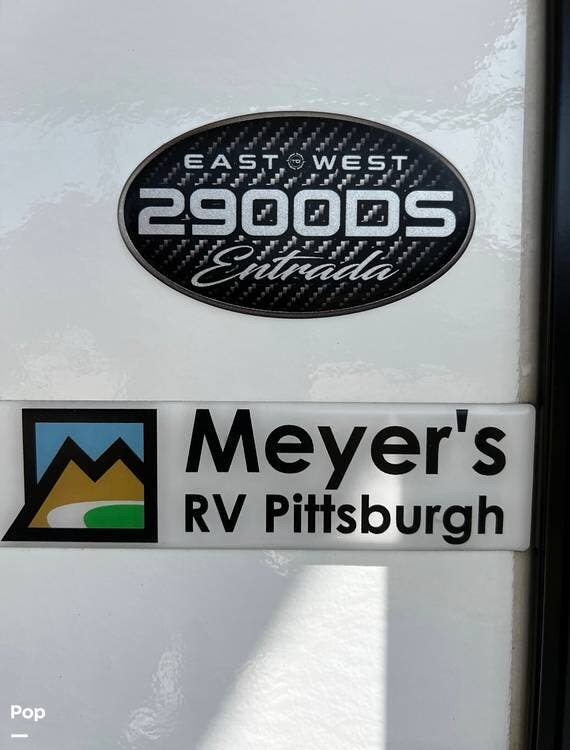 EAST TO WEST
2900DS
Entrada
Meyer's
RV Pittsburgh
Pop